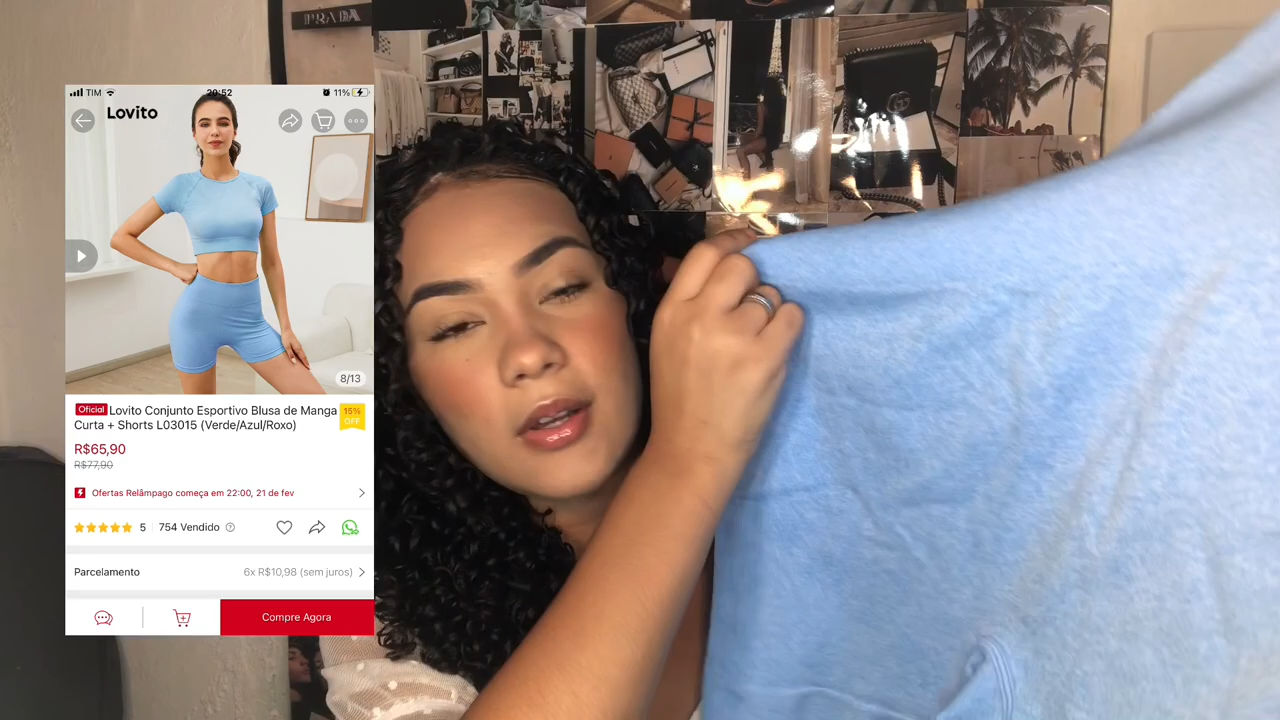 PRADA
TIM
20:52
11%
Lovito
8/13
Oficial Lovito Conjunto Esportivo Blusa de Manga
Curta + Shorts L03015 (Verde/Azul/Roxo)
15%
OFF
R$65,90
R$77,90
Ofertas Relâmpago começa em 22:00, 21 de fev
5
754 Vendido
Parcelamento
6x R$10,98 (sem juros)
Compre Agora